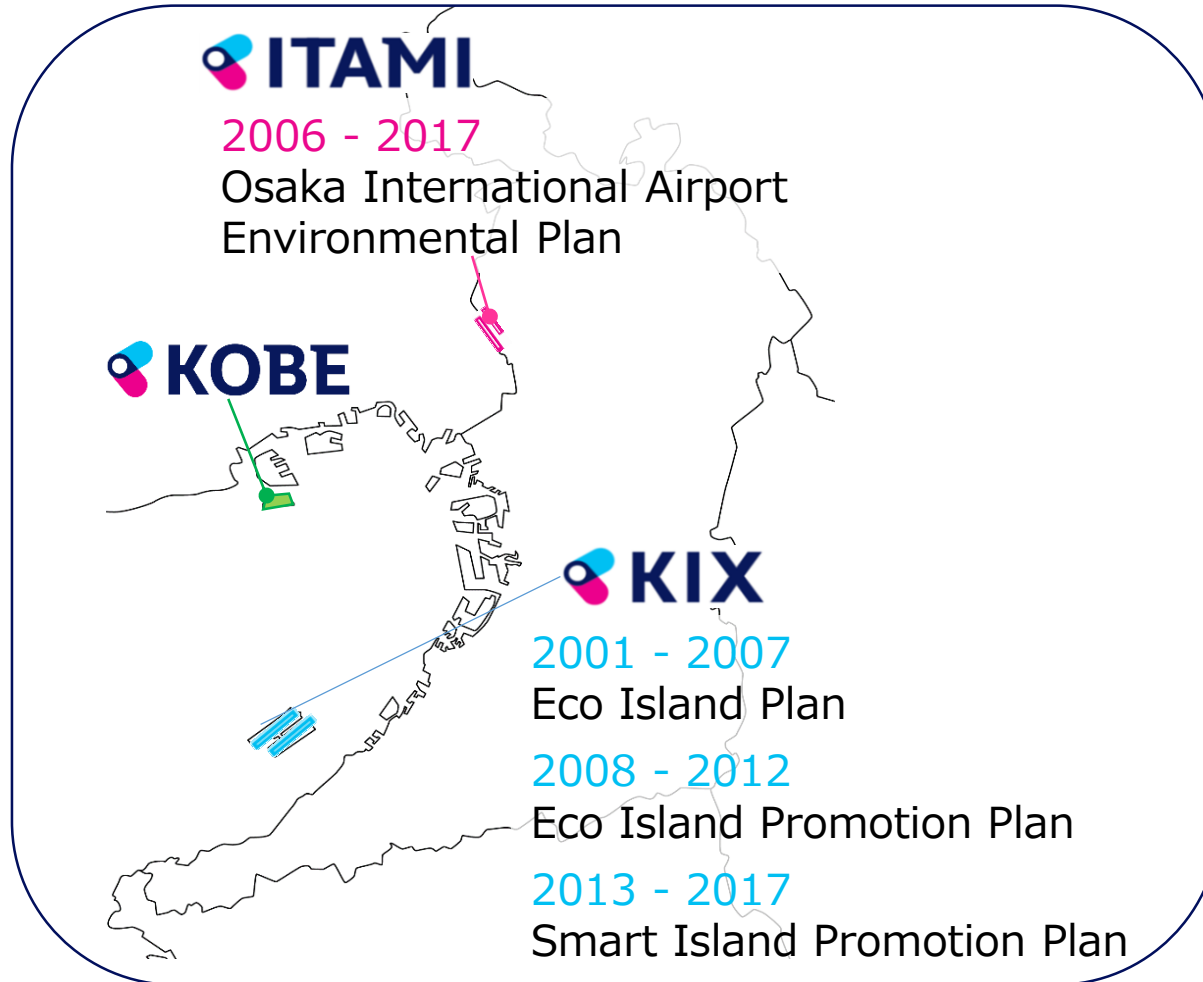 ITAMI
2006 - 2017
Osaka International Airport
Environmental Plan
KOBE
KIX
2001 - 2007
Eco Island Plan
2008 - 2012
Eco Island Promotion Plan
2013 - 2017
Smart Island Promotion Plan